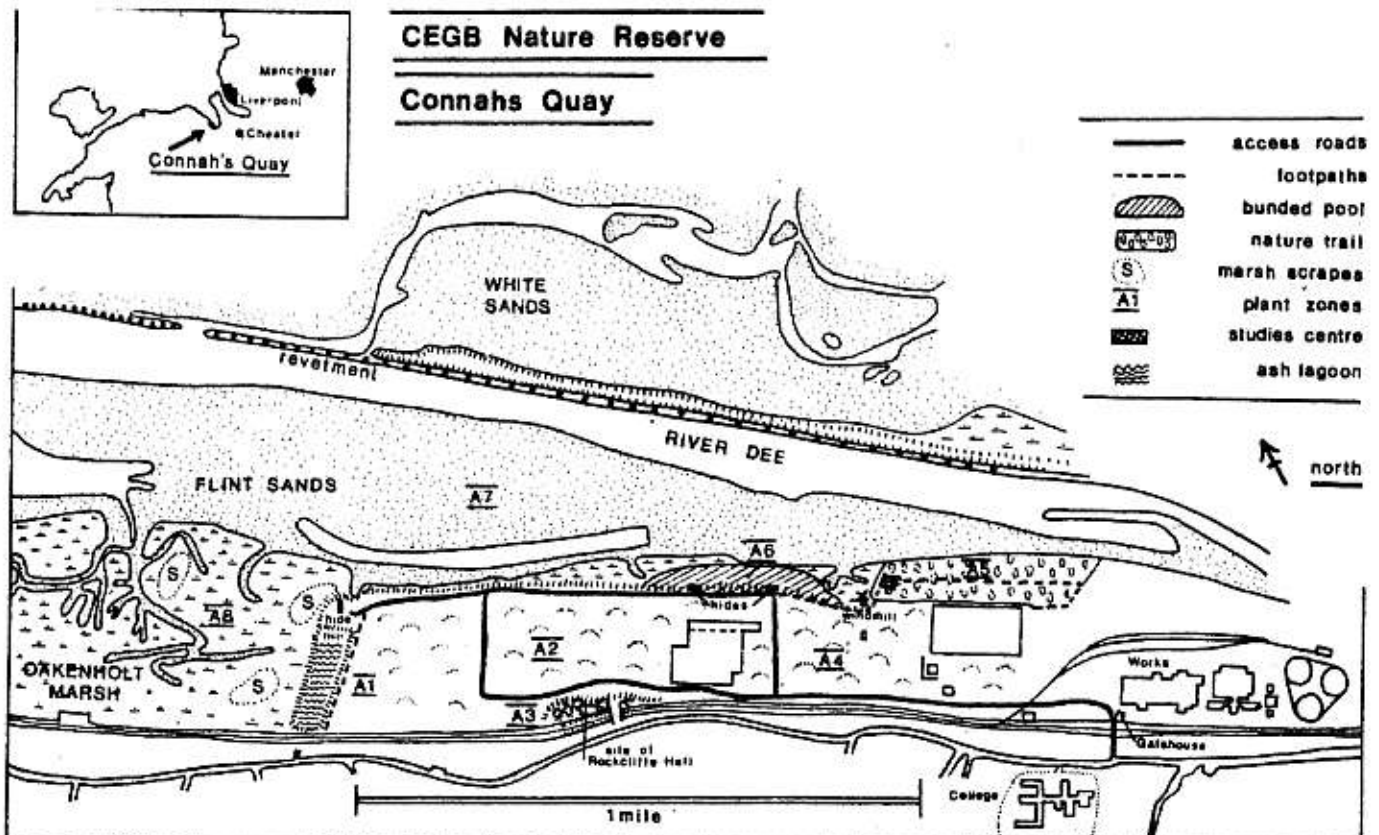 CEGB Nature Reserve
Connahs Quay
Manchester
Liverpool
Chester
Connah's Quay
access roads
footpaths
bunded pool
nature trail
S
marsh scrapes
A1
plant zones
studies centre
ash lagoon
north
WHITE
SANDS
revetment
RIVER DEE
FLINT SANDS
A7
A6
A5
S
A8
S
hide
hides
windmill
A2
A4
OAKENHOLT
MARSH
S
A1
A3
Works
site of
Rockcliffe Hall
Gatehouse
College
1 mile